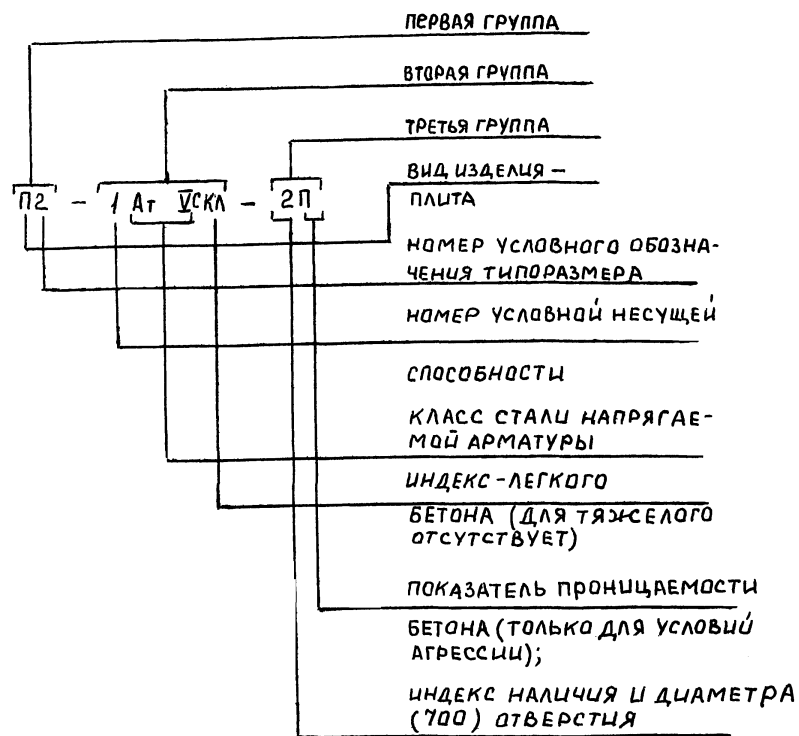 ПЕРВАЯ ГРУППА
ВТОРАЯ ГРУППА
ТРЕТЬЯ ГРУППА
П2 - 1 Ат VСКЛ - 2П
ВИД ИЗДЕЛИЯ -
ПЛИТА
НОМЕР УСЛОВНОГО ОБОЗНА-
ЧЕНИЯ ТИПОРАЗМЕРА
НОМЕР УСЛОВНОЙ НЕСУЩЕЙ
СПОСОБНОСТИ
КЛАСС СТАЛИ НАПРЯГАЕ-
МОЙ АРМАТУРЫ
ИНДЕКС - ЛЕГКОГО
БЕТОНА (ДЛЯ ТЯЖЕЛОГО
ОТСУТСТВУЕТ)
ПОКАЗАТЕЛЬ ПРОНИЦАЕМОСТИ
БЕТОНА (ТОЛЬКО ДЛЯ УСЛОВИЙ
АГРЕССИИ);
ИНДЕКС НАЛИЧИЯ И ДИАМЕТРА
(700) ОТВЕРСТИЯ